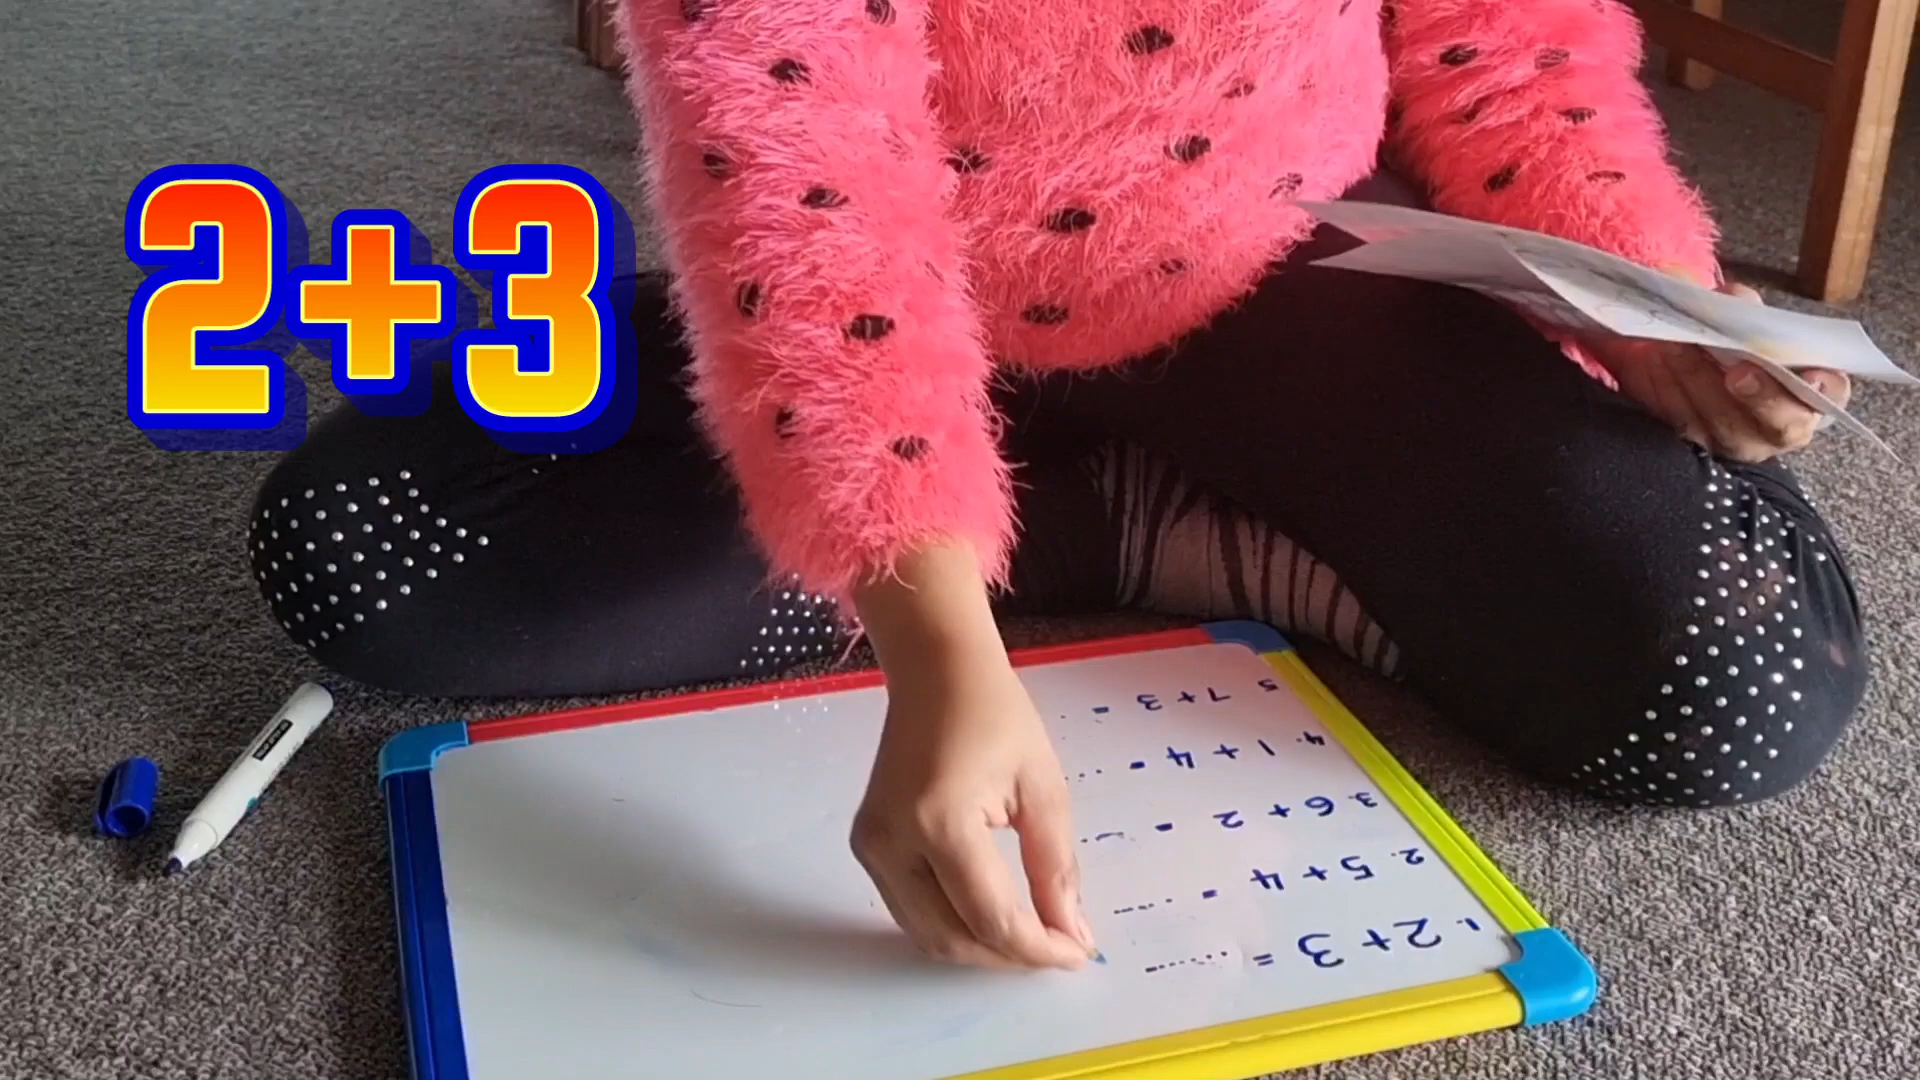 2+3
1. 2+3 = .......
2. 5+4 = .......
3. 6+2 = .......
4. 1+4 = .......
5 7+3 = .......